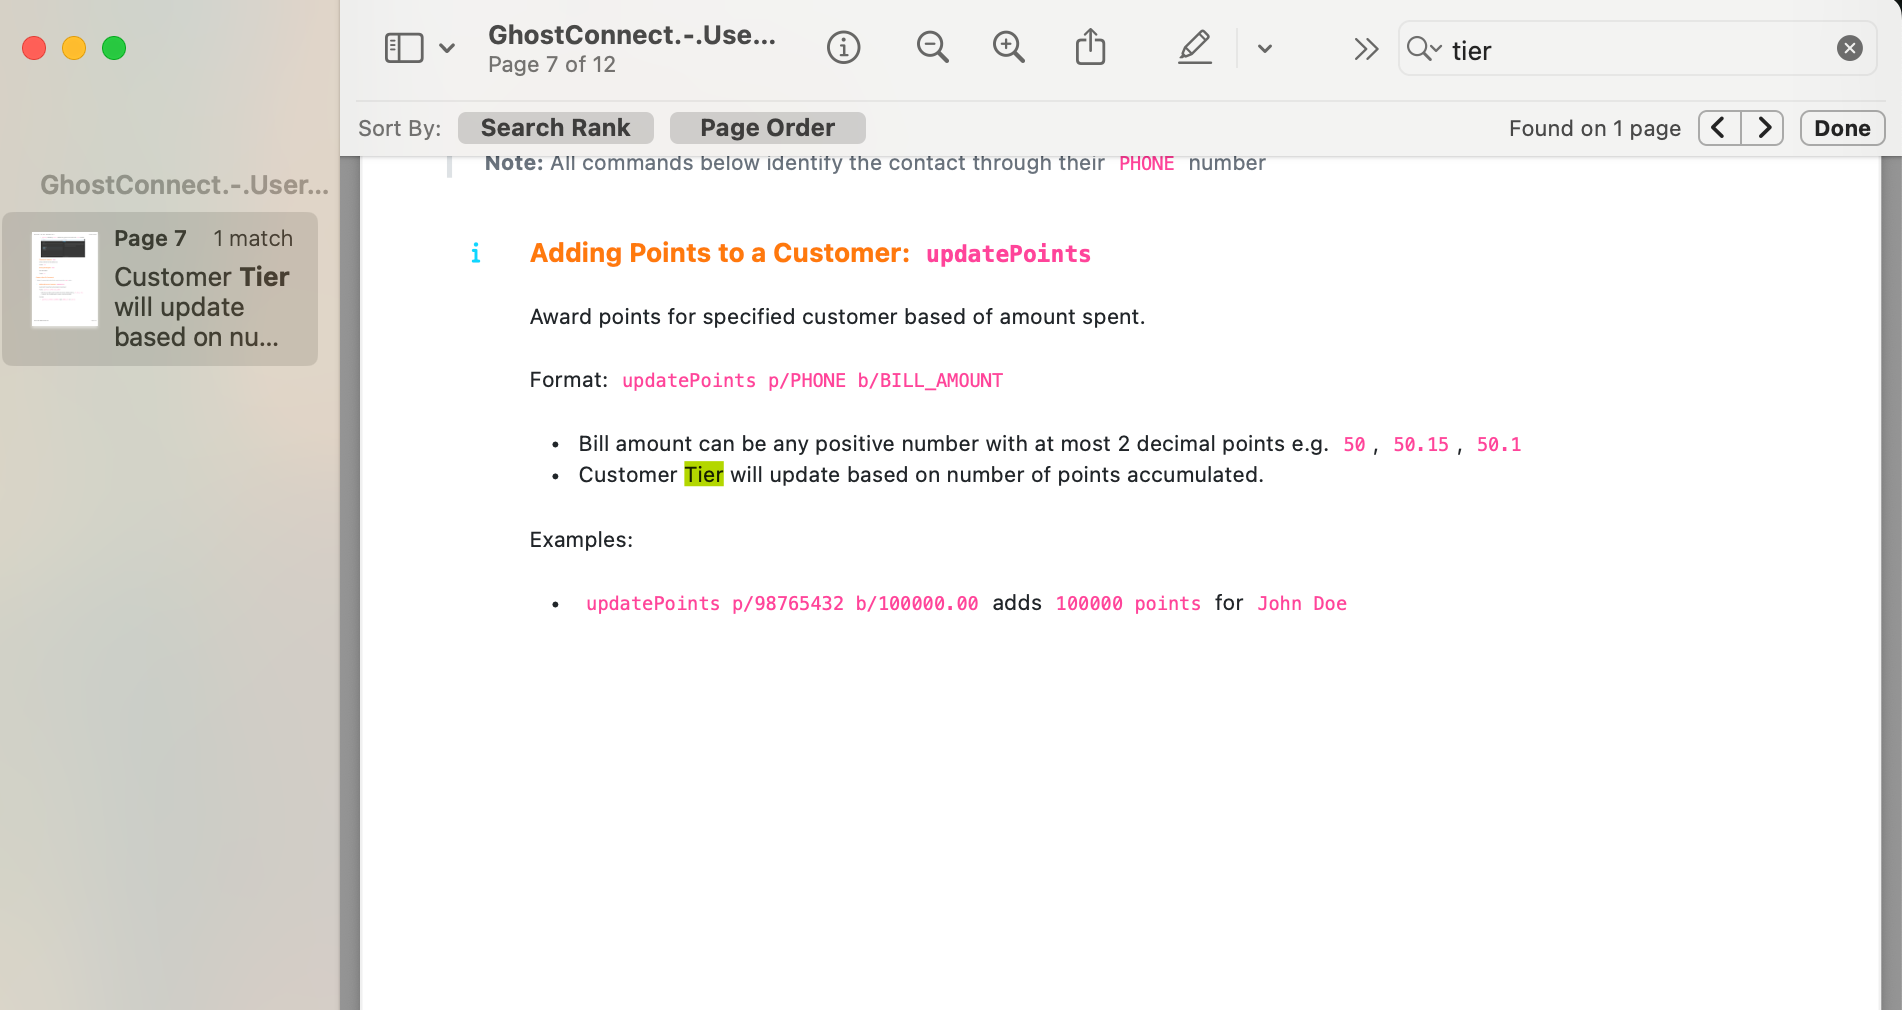 GhostConnect.-.Use...
Page 7 of 12
tier
Sort By:
Search Rank
Page Order
Found on 1 page
Done
GhostConnect.-.User...
Page 7
1 match
Customer Tier
will update
based on nu...
Note: All commands below identify the contact through their PHONE number
i
Adding Points to a Customer: updatePoints
Award points for specified customer based of amount spent.
Format: updatePoints p/PHONE b/BILL_AMOUNT
• Bill amount can be any positive number with at most 2 decimal points e.g. 50 , 50.15 , 50.1
• Customer Tier will update based on number of points accumulated.
Examples:
• updatePoints p/98765432 b/100000.00 adds 100000 points for John Doe